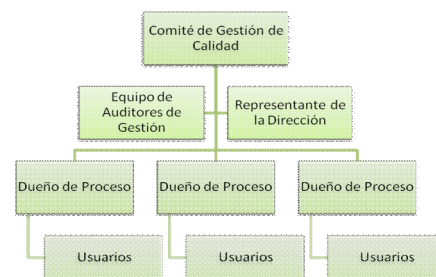 Comité de Gestión de
Calidad
Equipo de
Auditores de
Gestión
Representante de
la Dirección
Dueño de Proceso
Dueño de Proceso
Dueño de Proceso
Usuarios
Usuarios
Usuarios